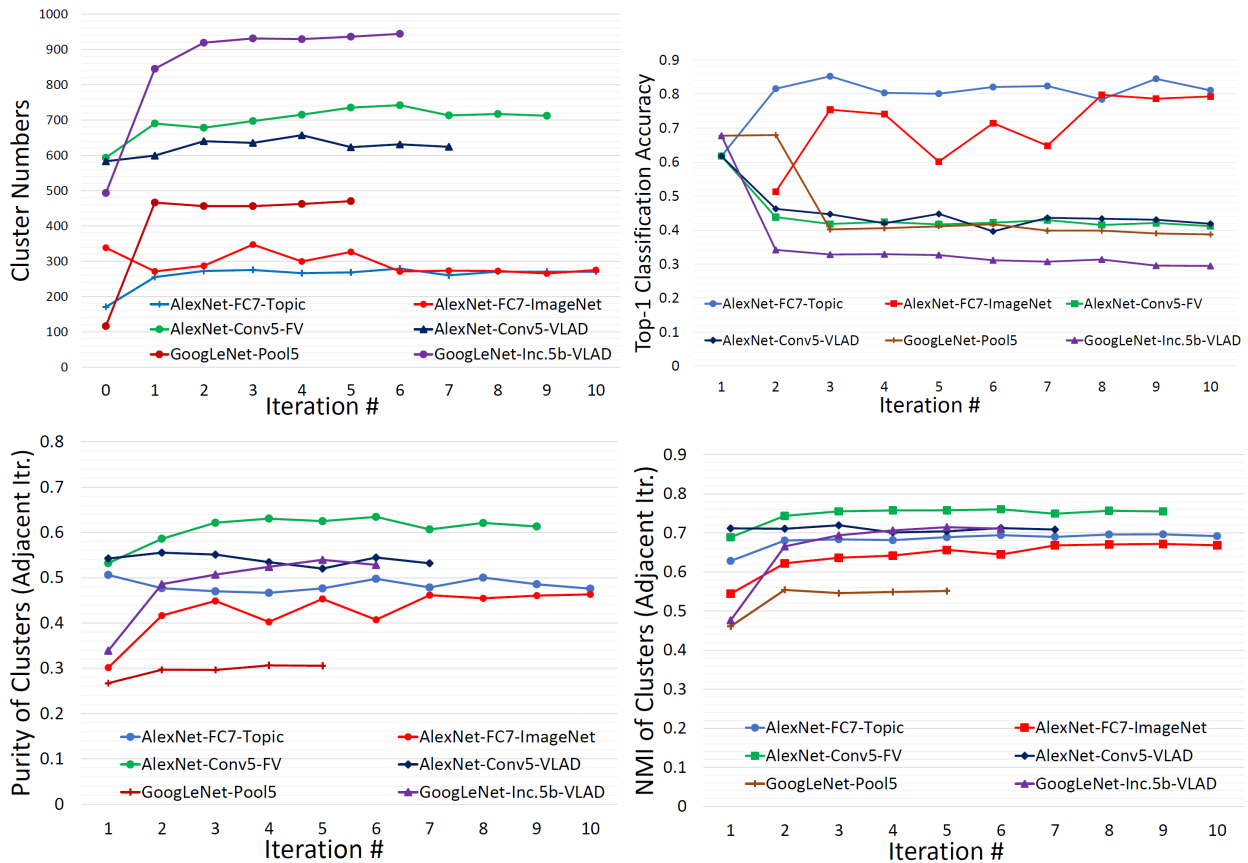 Cluster Numbers
1000
900
800
700
600
500
400
300
200
100
0
AlexNet-FC7-Topic
AlexNet-FC7-ImageNet
AlexNet-Conv5-FV
AlexNet-Conv5-VLAD
GoogLeNet-Pool5
GoogLeNet-Inc.5b-VLAD
0 1 2 3 4 5 6 7 8 9 10
Iteration #
Top-1 Classification Accuracy
0.9
0.8
0.7
0.6
0.5
0.4
0.3
0.2
0.1
0
AlexNet-FC7-Topic
AlexNet-FC7-ImageNet
AlexNet-Conv5-FV
AlexNet-Conv5-VLAD
GoogLeNet-Pool5
GoogLeNet-Inc.5b-VLAD
1 2 3 4 5 6 7 8 9 10
Iteration #
Purity of Clusters (Adjacent Itr.)
0.8
0.7
0.6
0.5
0.4
0.3
0.2
0.1
0
AlexNet-FC7-Topic
AlexNet-FC7-ImageNet
AlexNet-Conv5-FV
AlexNet-Conv5-VLAD
GoogLeNet-Pool5
GoogLeNet-Inc.5b-VLAD
1 2 3 4 5 6 7 8 9 10
Iteration #
NMI of Clusters (Adjacent Itr.)
0.9
0.8
0.7
0.6
0.5
0.4
0.3
0.2
0.1
0
AlexNet-FC7-Topic
AlexNet-FC7-ImageNet
AlexNet-Conv5-FV
AlexNet-Conv5-VLAD
GoogLeNet-Pool5
GoogLeNet-Inc.5b-VLAD
1 2 3 4 5 6 7 8 9 10
Iteration #